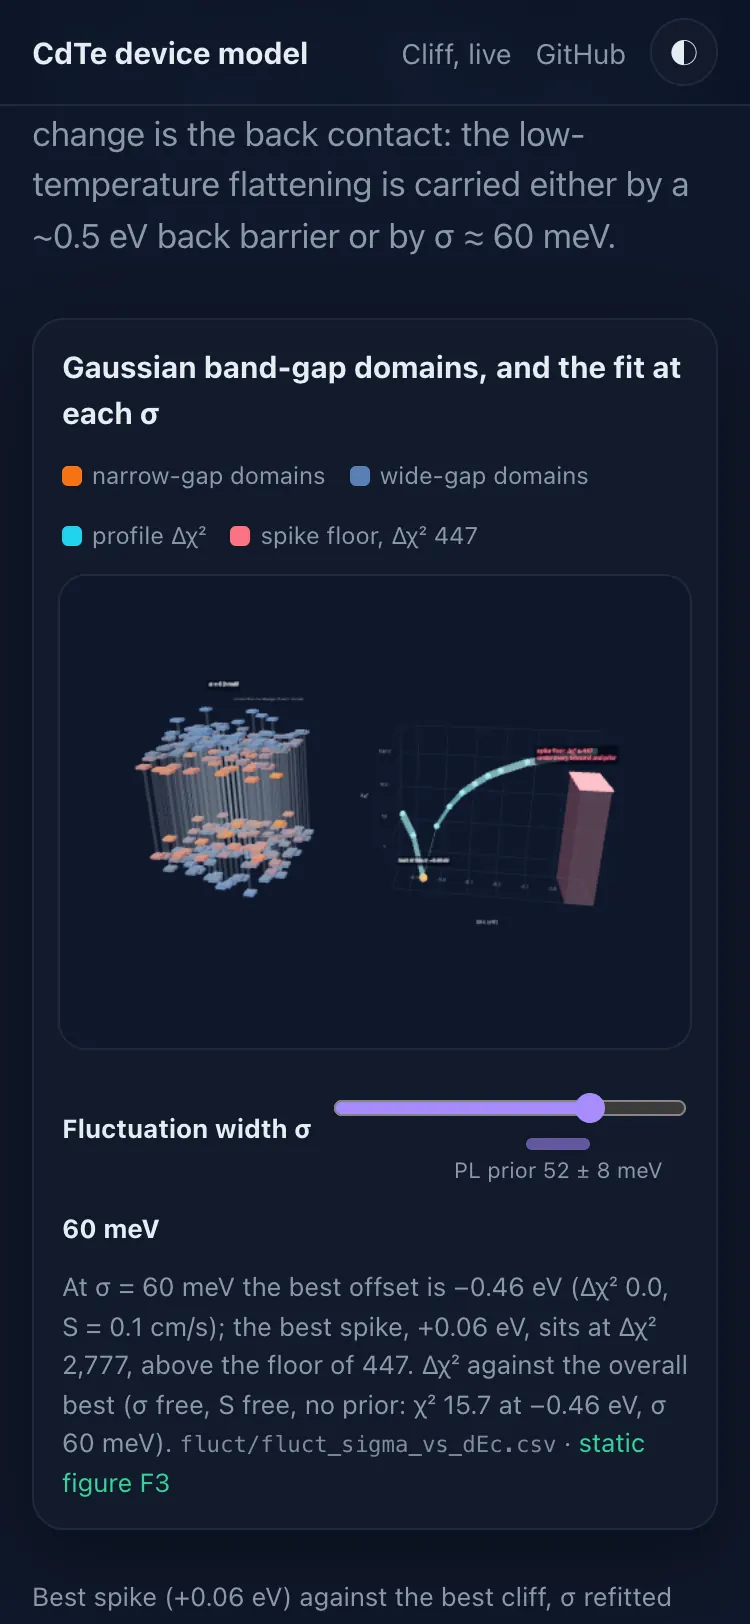 CdTe device model
Cliff, live
GitHub
change is the back contact: the low-
temperature flattening is carried either by a
~0.5 eV back barrier or by σ ≈ 60 meV.
Gaussian band-gap domains, and the fit at
each σ
narrow-gap domains
wide-gap domains
profile Δχ²
spike floor, Δχ² 447
Fluctuation width σ
PL prior 52 ± 8 meV
60 meV
At σ = 60 meV the best offset is −0.46 eV (Δχ² 0.0,
S = 0.1 cm/s); the best spike, +0.06 eV, sits at Δχ²
2,777, above the floor of 447. Δχ² against the overall
best (σ free, S free, no prior: χ² 15.7 at −0.46 eV, σ
60 meV). fluct/fluct_sigma_vs_dEc.csv · static
figure F3
Best spike (+0.06 eV) against the best cliff, σ refitted